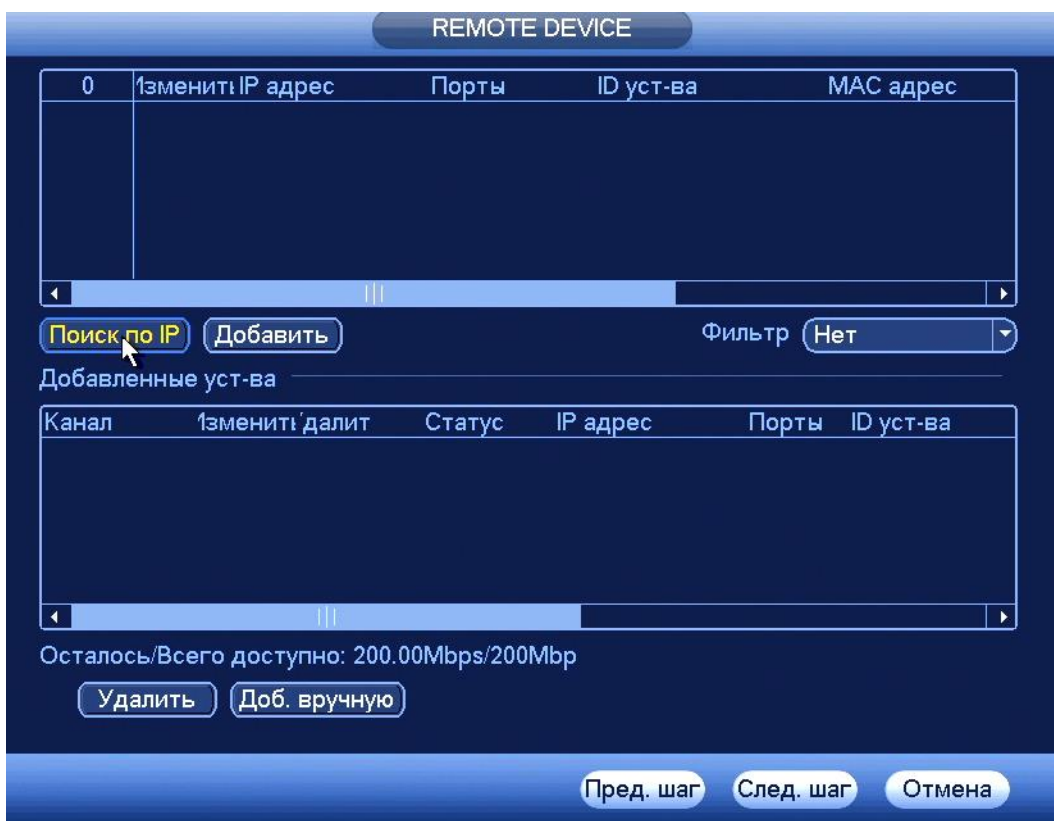 REMOTE DEVICE
0 Изменить IP адрес Порты ID уст-ва MAC адрес
Поиск по IP Добавить Фильтр Нет
Добавленные уст-ва
Канал Изменить далит Статус IP адрес Порты ID уст-ва
Осталось/Всего доступно: 200.00Mbps/200Mbp
Удалить Доб. вручную
Пред. шаг След. шаг Отмена